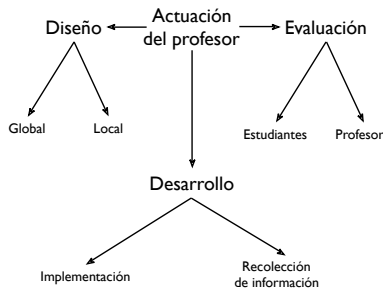 Diseño
Actuación
del profesor
Evaluación
Global
Local
Estudiantes
Profesor
Desarrollo
Implementación
Recolección
de información